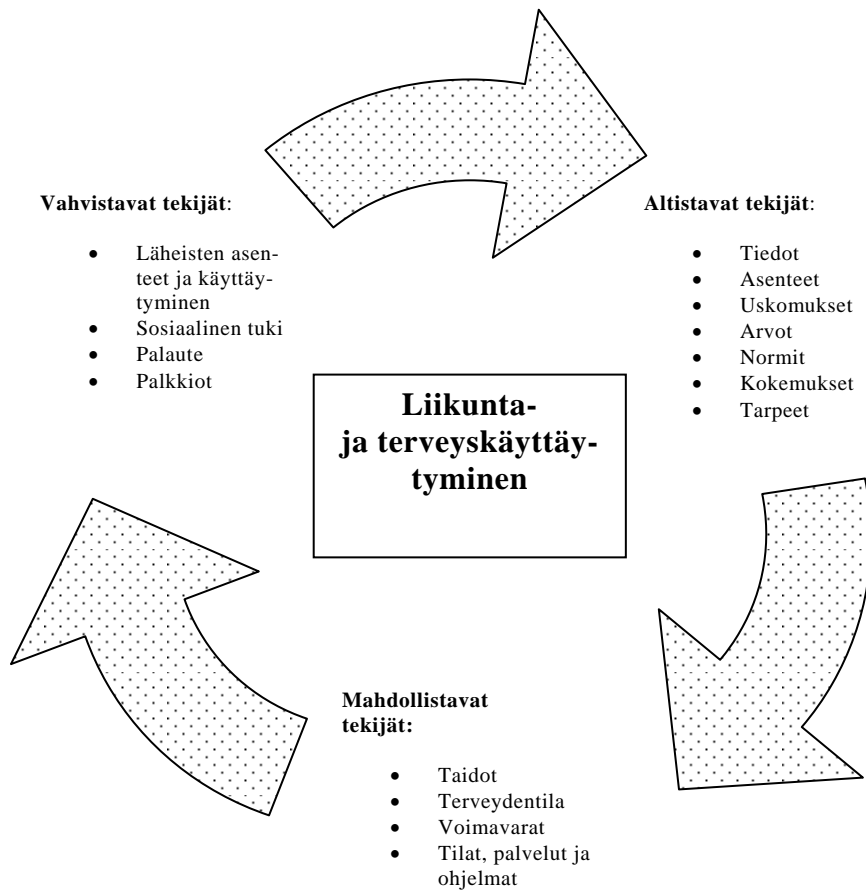 Vahvistavat tekijät:
• Läheisten asen-
teet ja käyttäy-
tyminen
• Sosiaalinen tuki
• Palaute
• Palkkiot
Altistavat tekijät:
• Tiedot
• Asenteet
• Uskomukset
• Arvot
• Normit
• Kokemukset
• Tarpeet
Liikunta-
ja terveyskäyttäy-
tyminen
Mahdollistavat
tekijät:
• Taidot
• Terveydentila
• Voimavarat
• Tilat, palvelut ja
ohjelmat